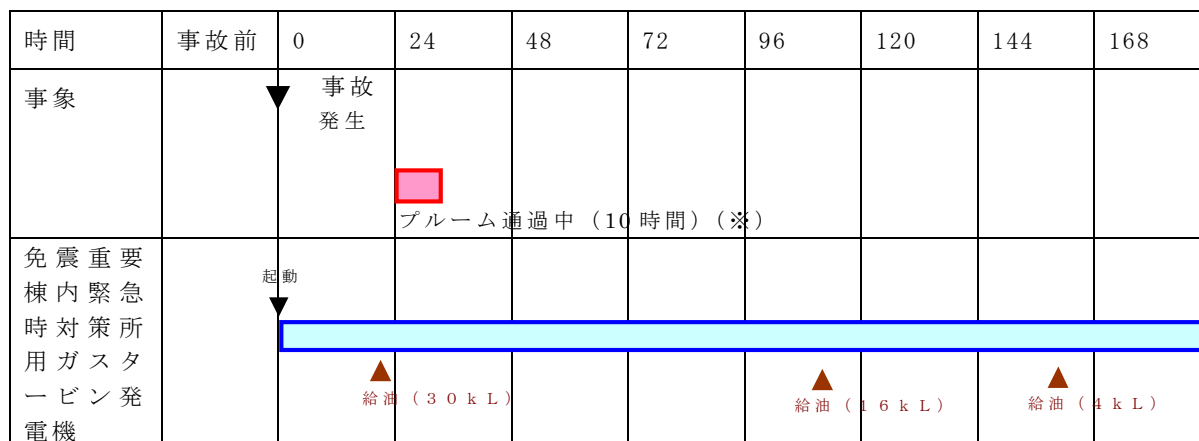 時間 事故前 0 24 48 72 96 120 144 168
事象
事故
発生
プルーム通過中（10 時間）（※）
免震重要
棟内緊急
時対策所
用ガスタ
ービン発
電機
起動
給油（３０ｋＬ）
給油（１６ｋＬ）
給油（４ｋＬ）